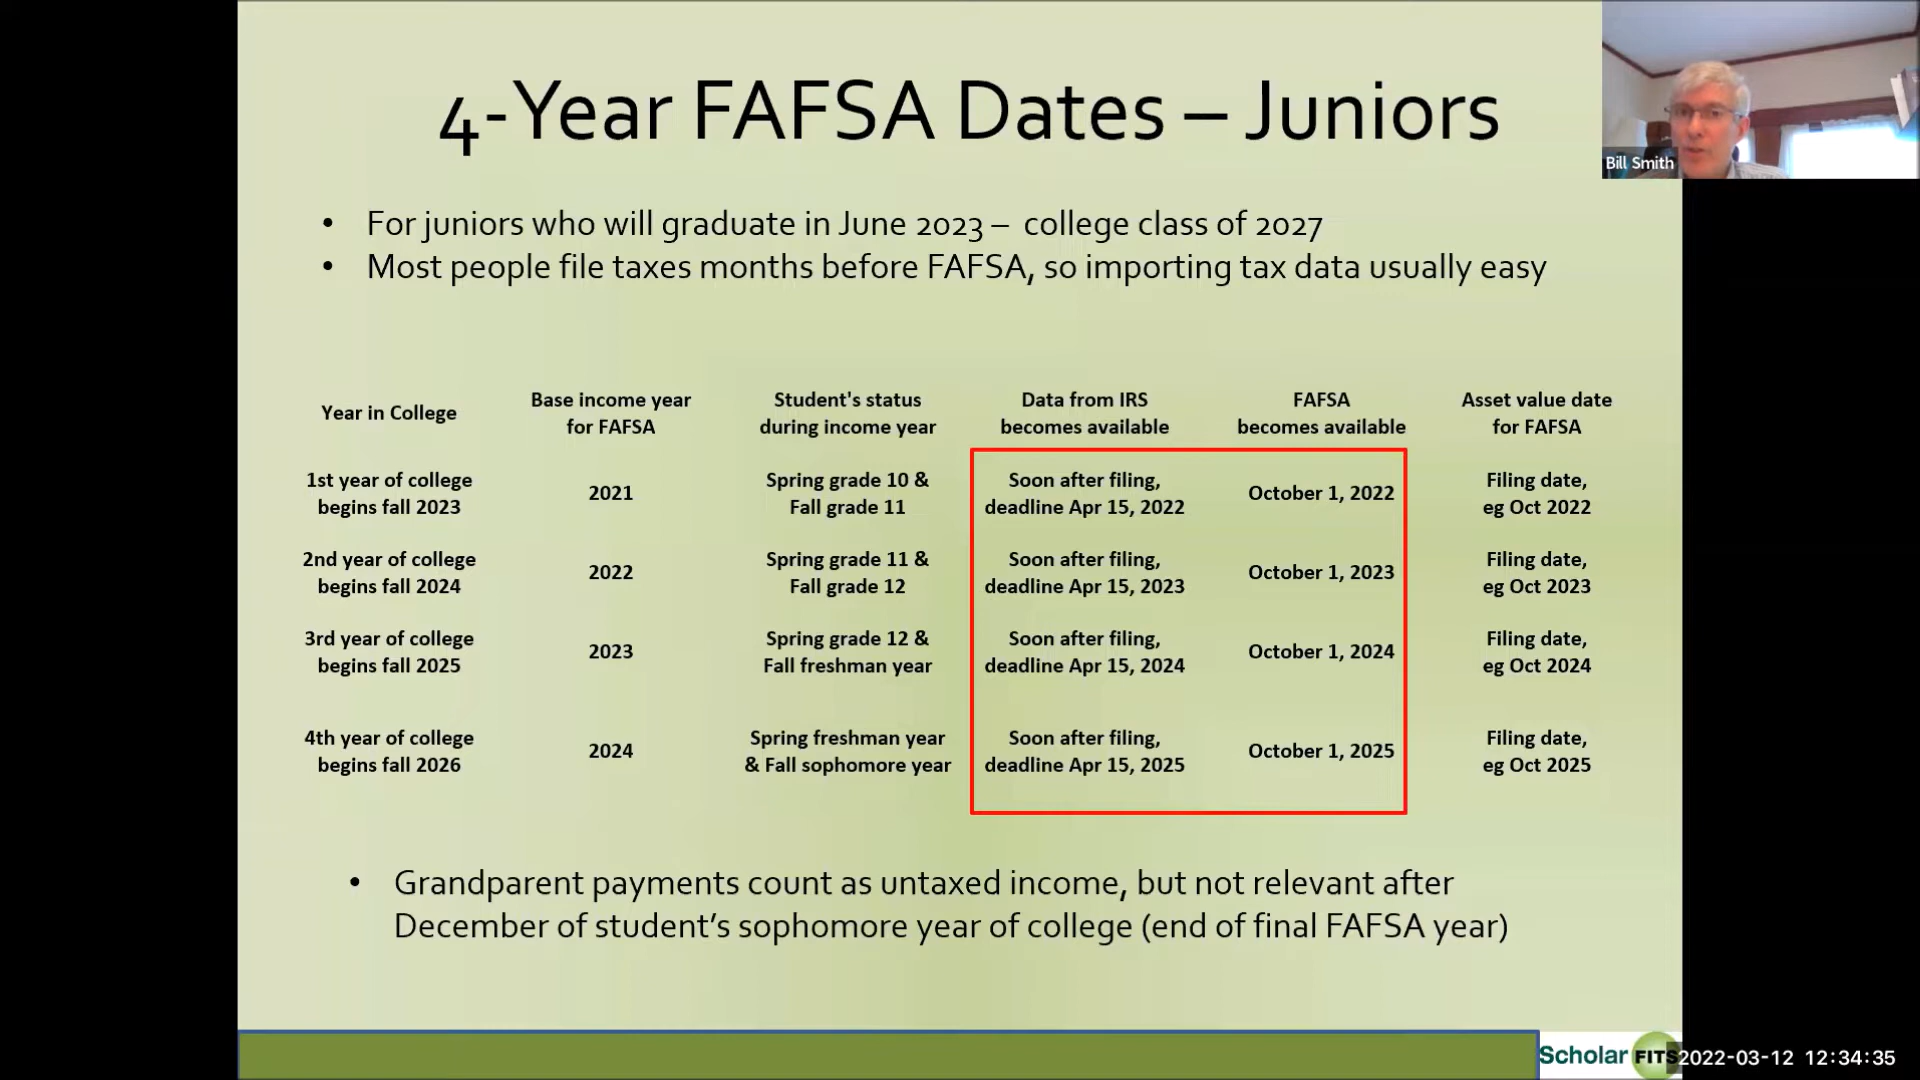 4-Year FAFSA Dates – Juniors
Bill Smith
• For juniors who will graduate in June 2023 – college class of 2027
• Most people file taxes months before FAFSA, so importing tax data usually easy
Year in College
Base income year
for FAFSA
Student's status
during income year
Data from IRS
becomes available
FAFSA
becomes available
Asset value date
for FAFSA
1st year of college
begins fall 2023
2021
Spring grade 10 &
Fall grade 11
Soon after filing,
deadline Apr 15, 2022
October 1, 2022
Filing date,
eg Oct 2022
2nd year of college
begins fall 2024
2022
Spring grade 11 &
Fall grade 12
Soon after filing,
deadline Apr 15, 2023
October 1, 2023
Filing date,
eg Oct 2023
3rd year of college
begins fall 2025
2023
Spring grade 12 &
Fall freshman year
Soon after filing,
deadline Apr 15, 2024
October 1, 2024
Filing date,
eg Oct 2024
4th year of college
begins fall 2026
2024
Spring freshman year
& Fall sophomore year
Soon after filing,
deadline Apr 15, 2025
October 1, 2025
Filing date,
eg Oct 2025
• Grandparent payments count as untaxed income, but not relevant after
December of student’s sophomore year of college (end of final FAFSA year)
Scholar FITS
2022-03-12 12:34:35